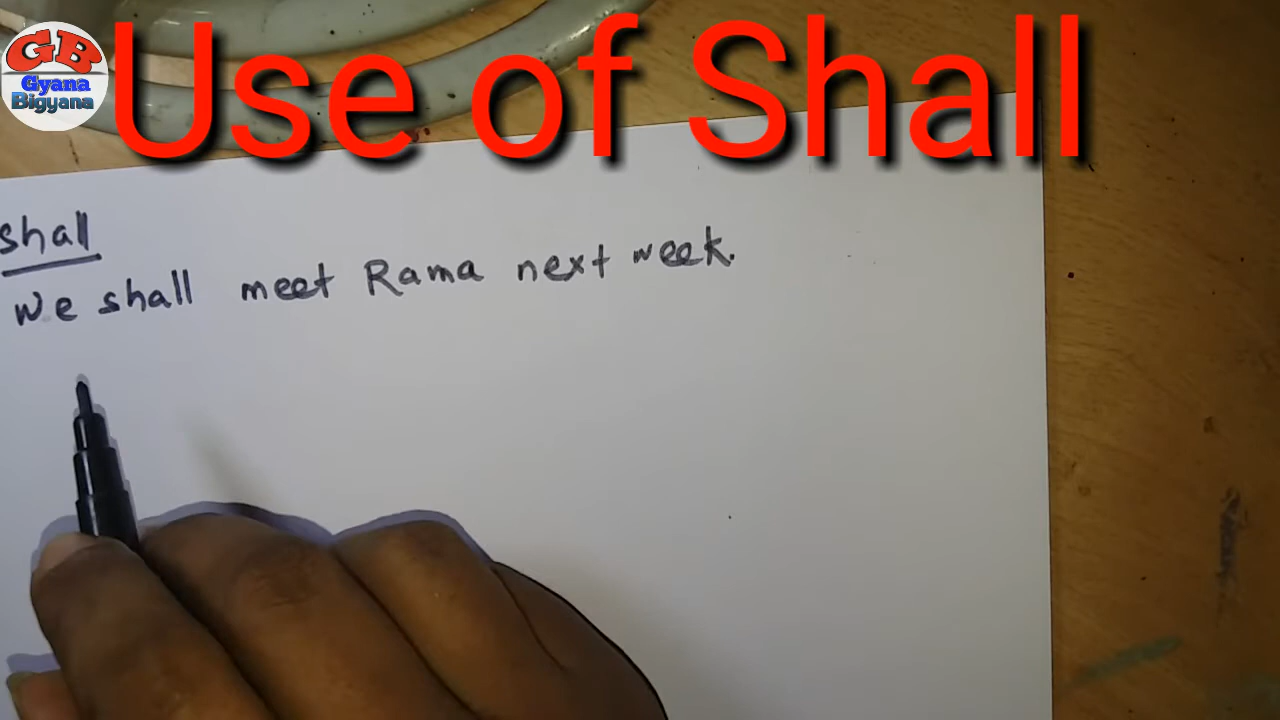 GB
Gyana
Bigyana
Use of Shall
shall
We shall meet Rama next week.